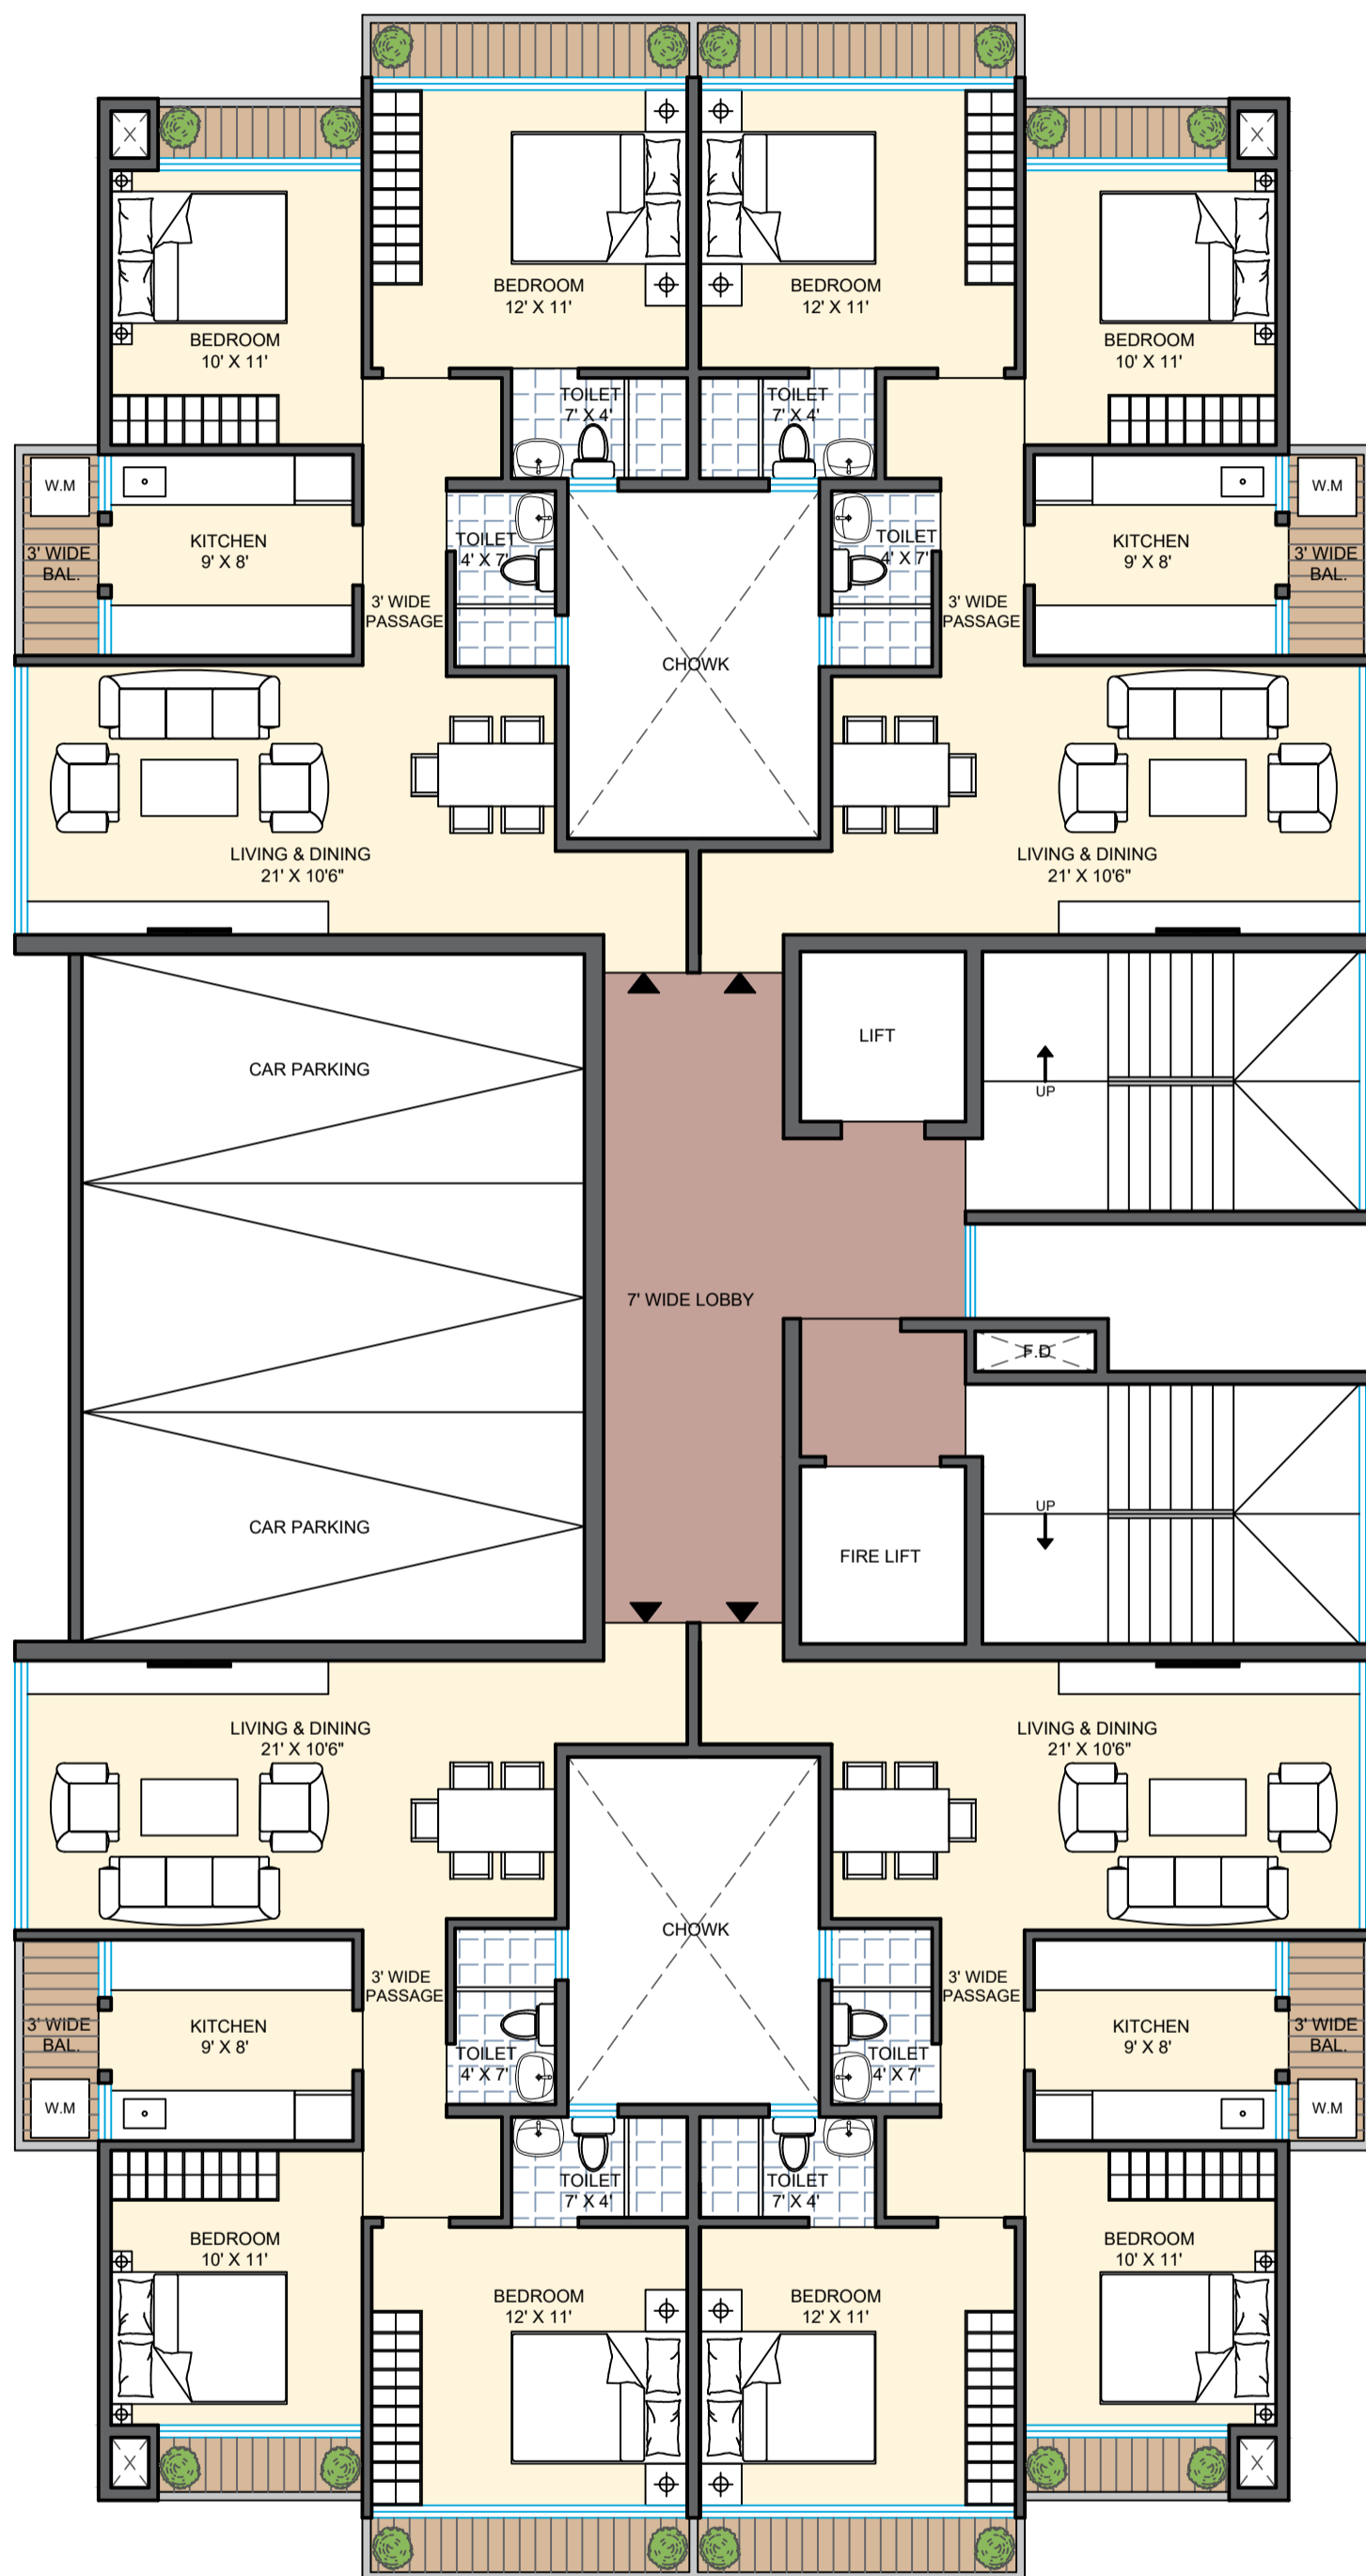 BEDROOM
12' X 11'
BEDROOM
12' X 11'
BEDROOM
10' X 11'
BEDROOM
10' X 11'
TOILET
7' X 4'
TOILET
7' X 4'
W.M
W.M
KITCHEN
9' X 8'
TOILET
4' X 7'
TOILET
4' X 7'
KITCHEN
9' X 8'
3' WIDE
BAL.
3' WIDE
BAL.
3' WIDE
PASSAGE
3' WIDE
PASSAGE
CHOWK
LIVING & DINING
21' X 10'6"
LIVING & DINING
21' X 10'6"
LIFT
CAR PARKING
UP
7' WIDE LOBBY
F.D
UP
CAR PARKING
FIRE LIFT
LIVING & DINING
21' X 10'6"
LIVING & DINING
21' X 10'6"
CHOWK
3' WIDE
PASSAGE
3' WIDE
PASSAGE
3' WIDE
BAL.
KITCHEN
9' X 8'
KITCHEN
9' X 8'
3' WIDE
BAL.
TOILET
4' X 7'
TOILET
4' X 7'
W.M
W.M
TOILET
7' X 4'
TOILET
7' X 4'
BEDROOM
10' X 11'
BEDROOM
10' X 11'
BEDROOM
12' X 11'
BEDROOM
12' X 11'